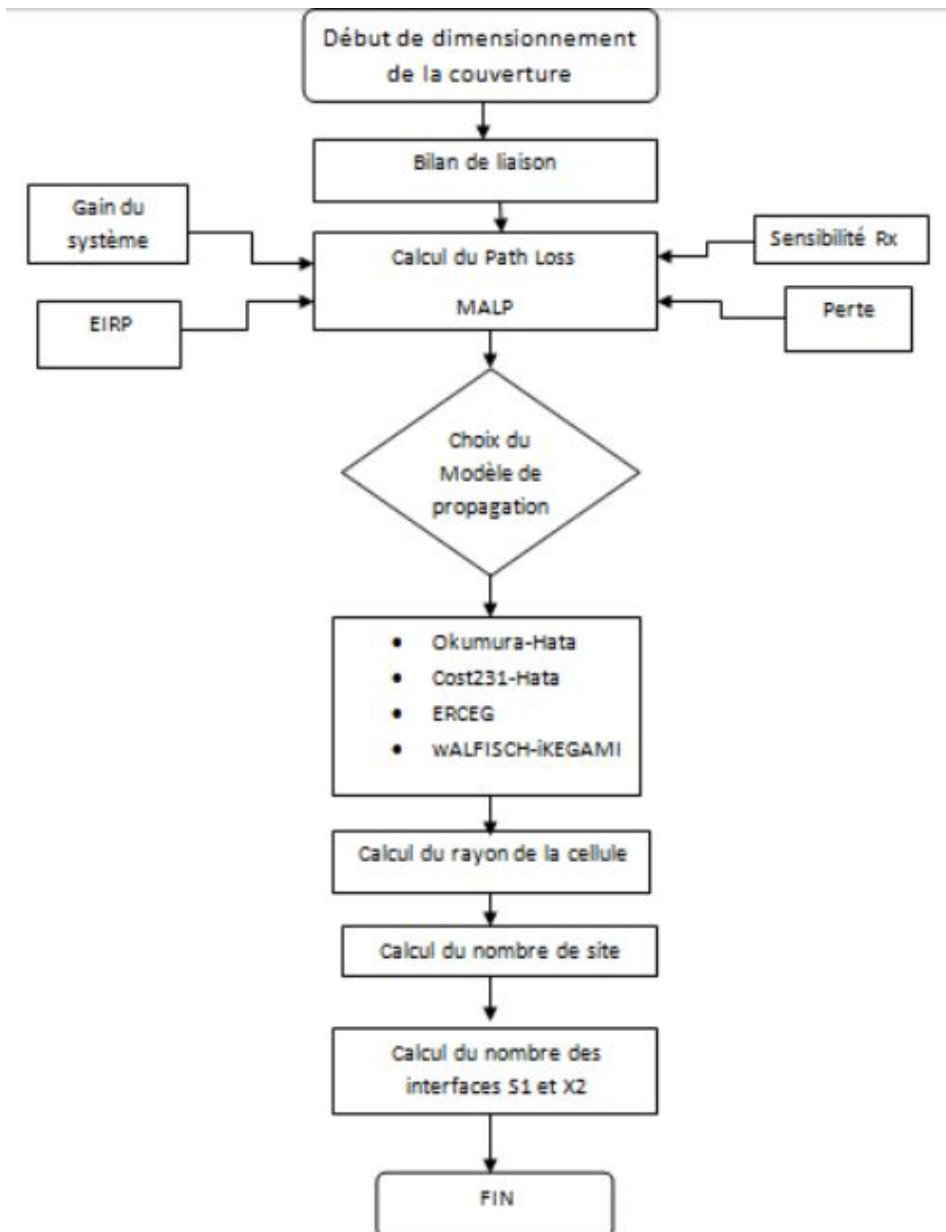 Début de dimensionnement
de la couverture
Bilan de liaison
Gain du
système
Calcul du Path Loss
MALP
Sensibilité Rx
EIRP
Perte
Choix du
Modèle de
propagation
• Okumura-Hata
• Cost231-Hata
• ERCEG
• wALFISCH-iKEGAMI
Calcul du rayon de la cellule
Calcul du nombre de site
Calcul du nombre des
interfaces S1 et X2
FIN